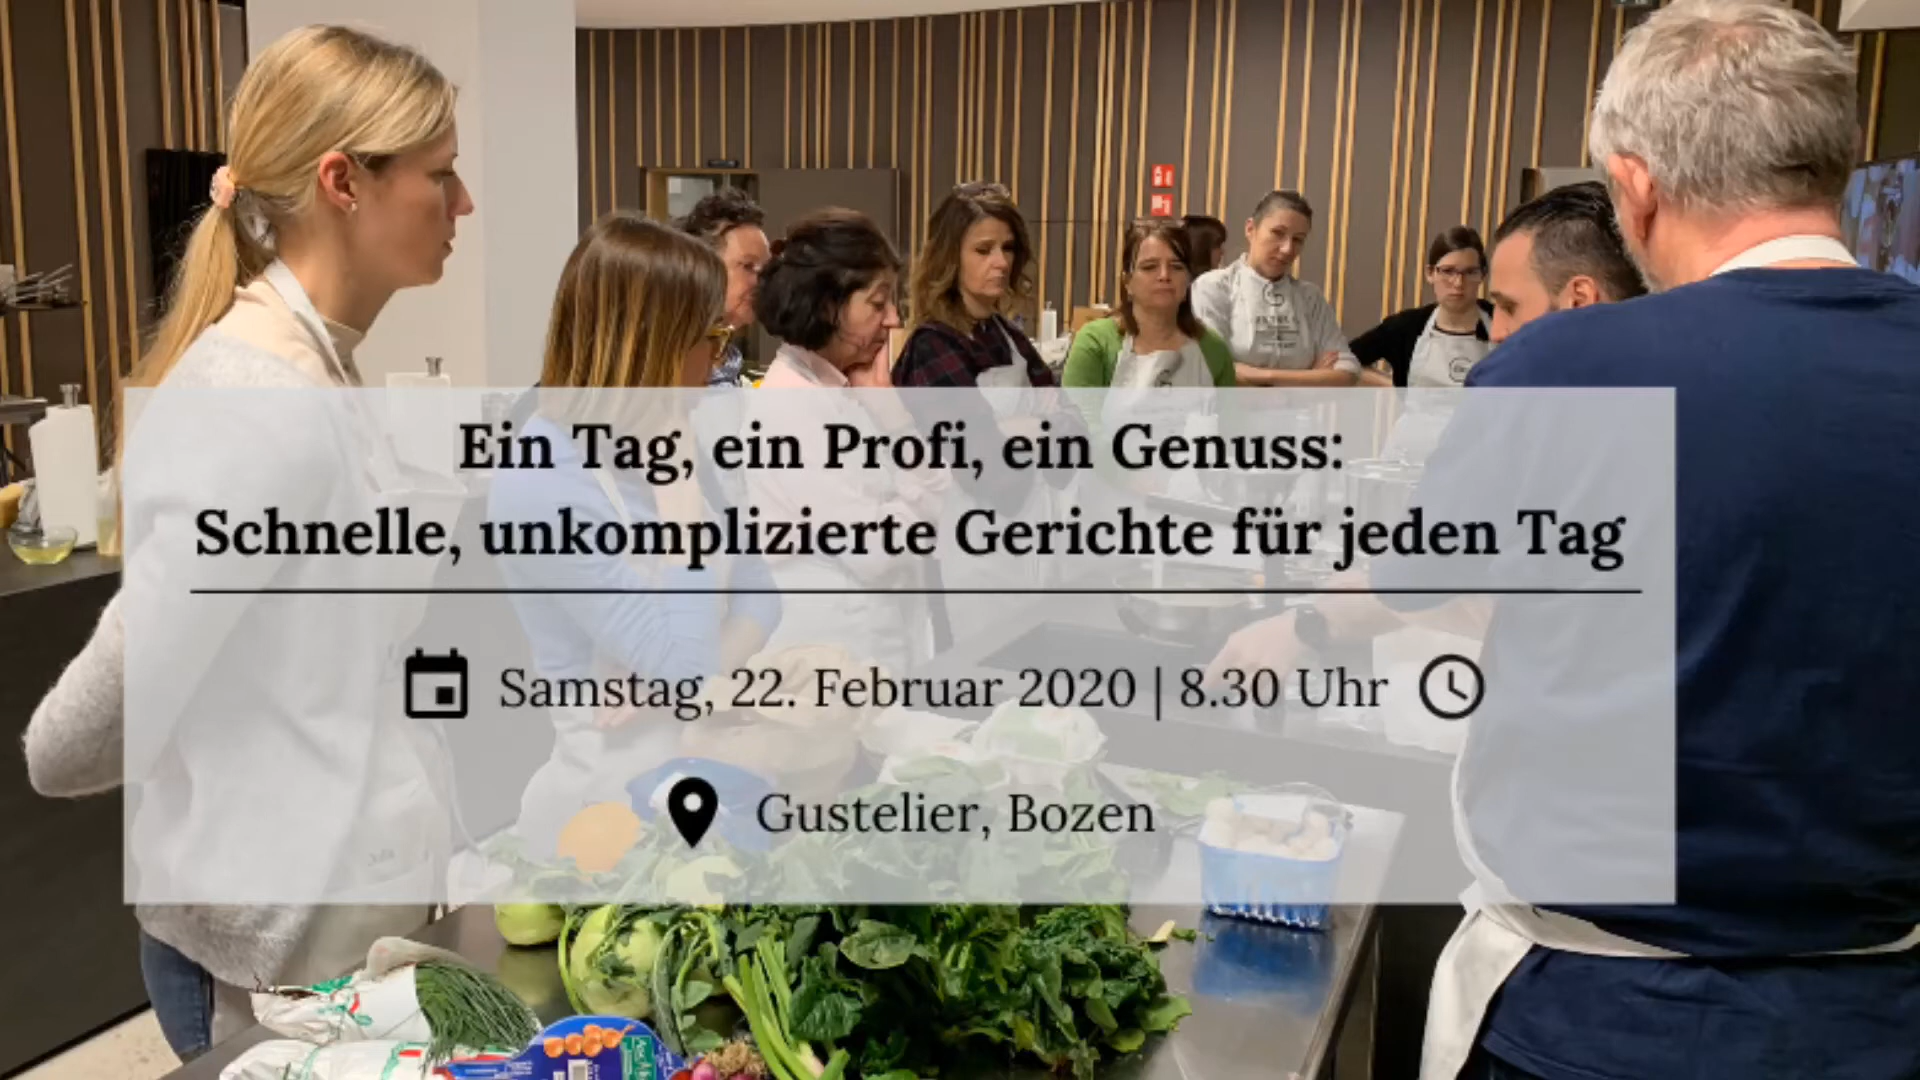 Ein Tag, ein Profi, ein Genuss:
Schnelle, unkomplizierte Gerichte für jeden Tag
Samstag, 22. Februar 2020 | 8.30 Uhr
Gustelier, Bozen